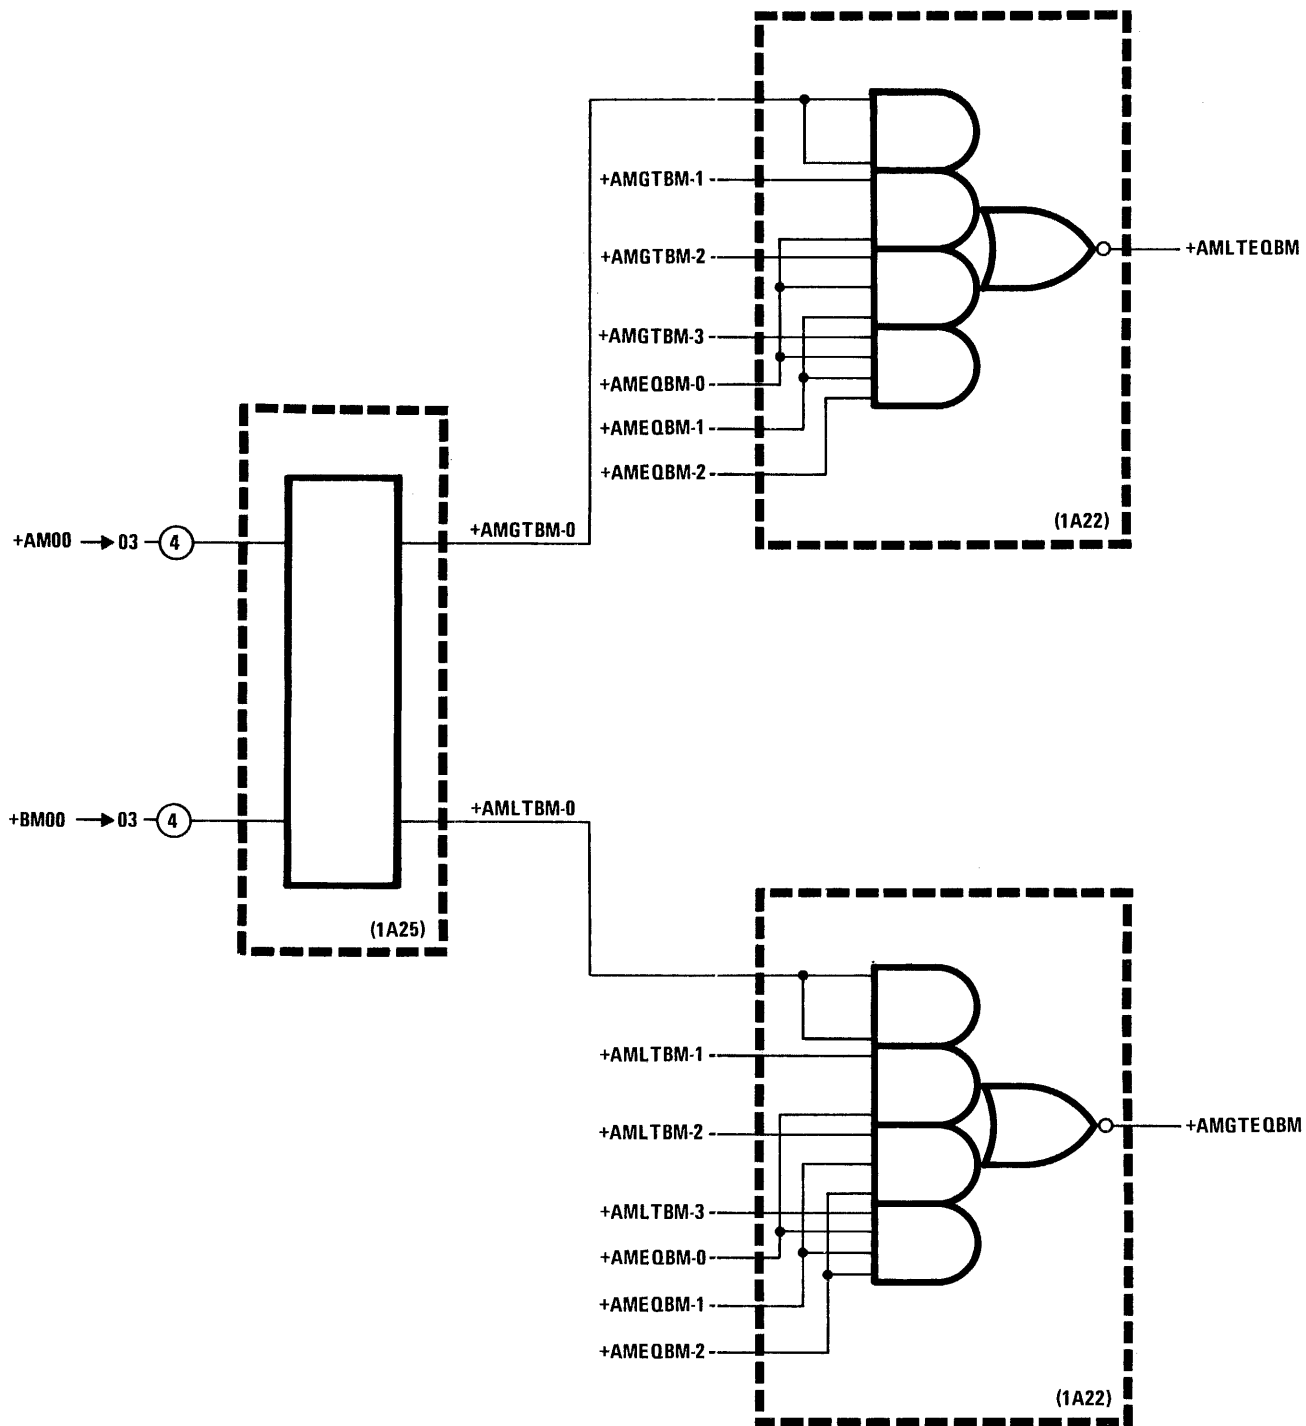 +AMGTBM-1
+AMGTBM-2
+AMLTEQBM
+AMGTBM-3
+AMEQBM-0
+AMEQBM-1
+AMEQBM-2
(1A22)
+AM00 → 03 4
+AMGTBM-0
+BM00 → 03 4
+AMLTBM-0
(1A25)
+AMLTBM-1
+AMLTBM-2
+AMGTEQBM
+AMLTBM-3
+AMEQBM-0
+AMEQBM-1
+AMEQBM-2
(1A22)